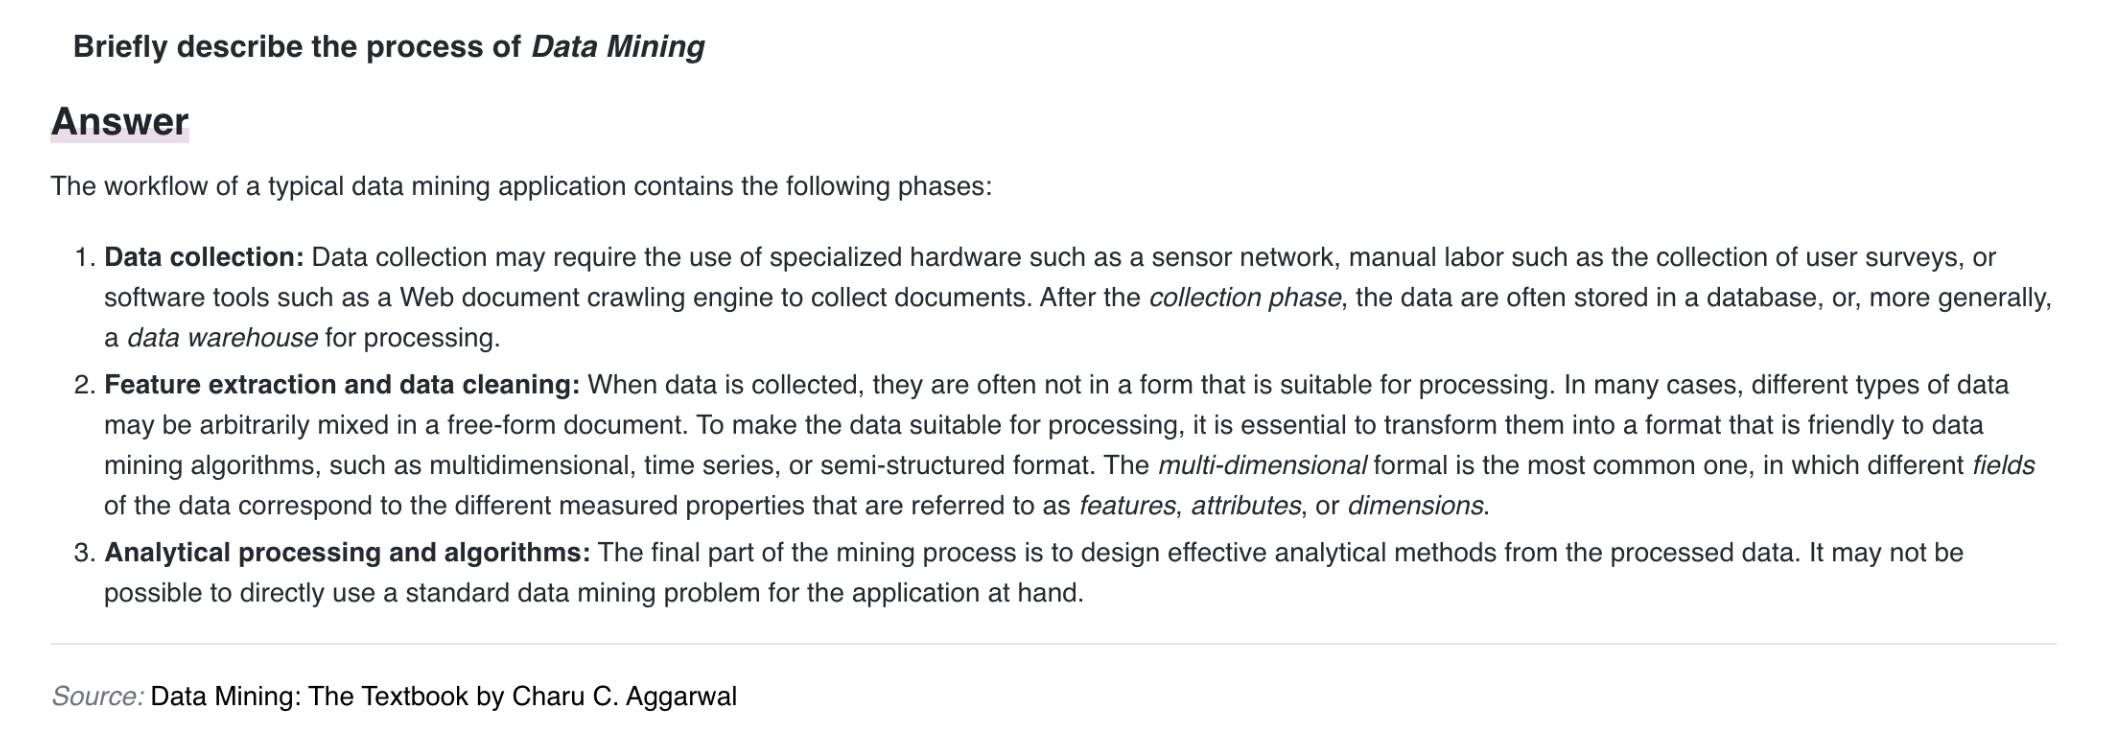 Briefly describe the process of Data Mining
Answer
The workflow of a typical data mining application contains the following phases:
1. Data collection: Data collection may require the use of specialized hardware such as a sensor network, manual labor such as the collection of user surveys, or
software tools such as a Web document crawling engine to collect documents. After the collection phase, the data are often stored in a database, or, more generally,
a data warehouse for processing.
2. Feature extraction and data cleaning: When data is collected, they are often not in a form that is suitable for processing. In many cases, different types of data
may be arbitrarily mixed in a free-form document. To make the data suitable for processing, it is essential to transform them into a format that is friendly to data
mining algorithms, such as multidimensional, time series, or semi-structured format. The multi-dimensional formal is the most common one, in which different fields
of the data correspond to the different measured properties that are referred to as features, attributes, or dimensions.
3. Analytical processing and algorithms: The final part of the mining process is to design effective analytical methods from the processed data. It may not be
possible to directly use a standard data mining problem for the application at hand.
Source: Data Mining: The Textbook by Charu C. Aggarwal